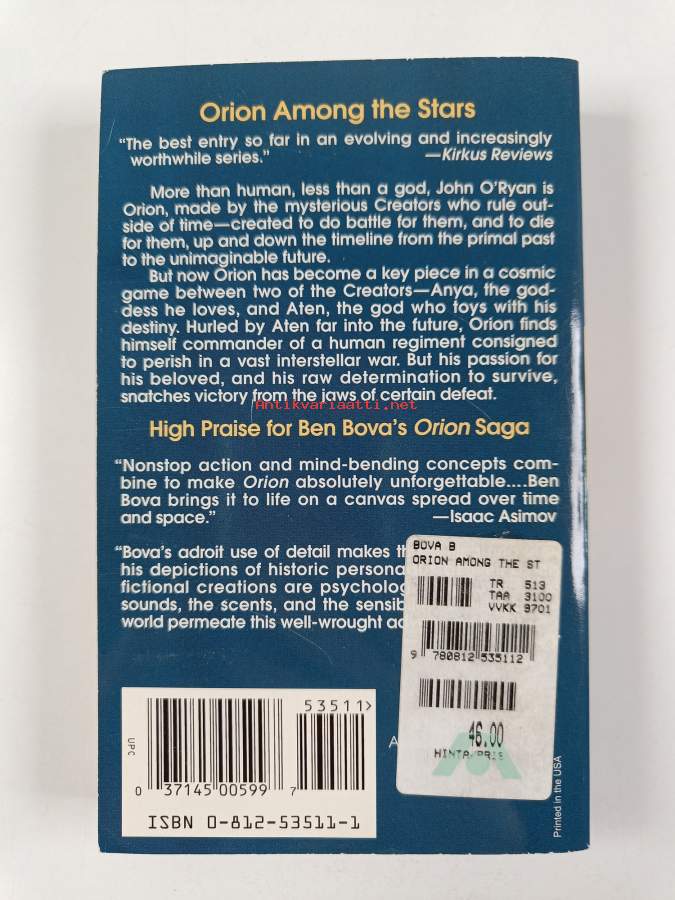 Orion Among the Stars
“The best entry so far in an evolving and increasingly
worthwhile series.” —Kirkus Reviews
More than human, less than a god, John O’Ryan is
Orion, made by the mysterious Creators who rule out-
side of time—created to do battle for them, and to die
for them, up and down the timeline from the primal past
to the unimaginable future.
But now Orion has become a key piece in a cosmic
game between two of the Creators—Anya, the god-
dess he loves, and Aten, the god who toys with his
destiny. Hurled by Aten far into the future, Orion finds
himself commander of a human regiment consigned
to perish in a vast interstellar war. But his passion for
his beloved, and his raw determination to survive,
snatches victory from the jaws of certain defeat.
Antikvariaatti.net
High Praise for Ben Bova’s Orion Saga
“Nonstop action and mind-bending concepts com-
bine to make Orion absolutely unforgettable....Ben
Bova brings it to life on a canvas spread over time
and space.” —Isaac Asimov
“Bova’s adroit use of detail makes
his depictions of historic
fictional creations are
sounds, the scents, and the
world permeate this well-wrought
BOVA B
ORION AMONG THE ST
TR 513
TAA 3100
VVKK 9701
9 780812 535112
46.00
HINTA/PRIS
53511>
UPC
0 37145 00599 7
ISBN 0-812-53511-1
Printed in the USA